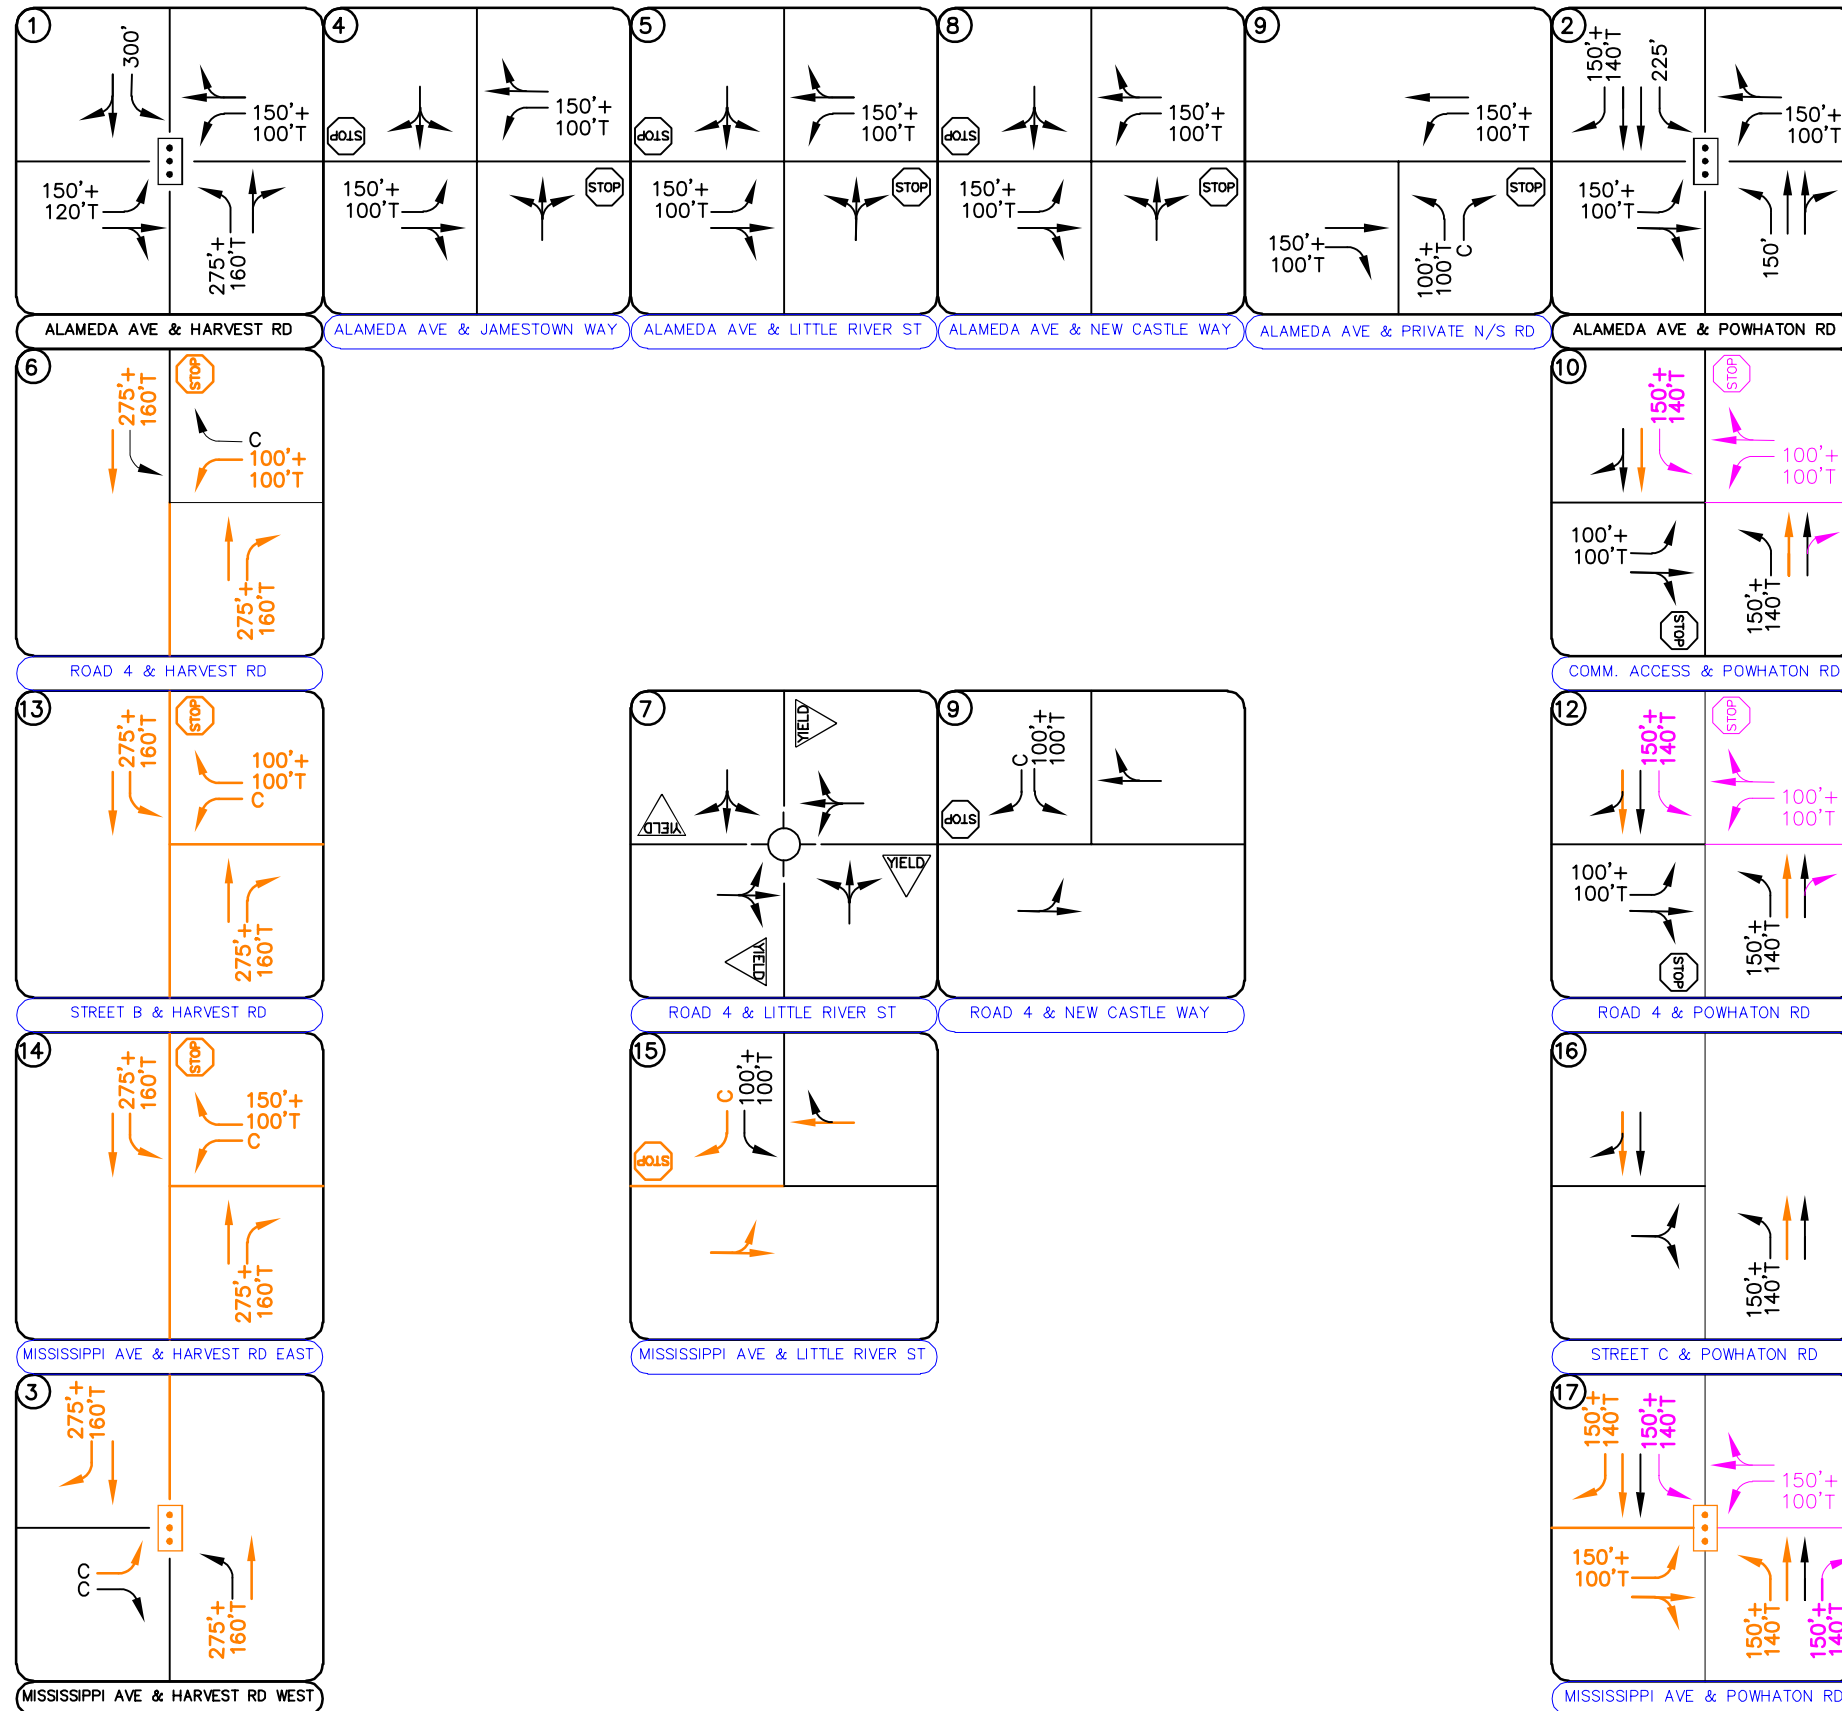 1
300'
150'+
100'T
150'+
120'T
275'+
160'T
ALAMEDA AVE & HARVEST RD
4
STOP
150'+
100'T
150'+
100'T
STOP
ALAMEDA AVE & JAMESTOWN WAY
5
STOP
150'+
100'T
150'+
100'T
STOP
ALAMEDA AVE & LITTLE RIVER ST
8
STOP
150'+
100'T
150'+
100'T
STOP
ALAMEDA AVE & NEW CASTLE WAY
9
150'+
100'T
STOP
150'+
100'T
100'+
100'T
C
ALAMEDA AVE & PRIVATE N/S RD
2
150'+
140'T
225'
150'+
100'T
150'+
100'T
150'
ALAMEDA AVE & POWHATON RD
6
275'+
160'T
STOP
C
100'+
100'T
275'+
160'T
ROAD 4 & HARVEST RD
10
150'+
140'T
STOP
100'+
100'T
100'+
100'T
STOP
150'+
140'T
COMM. ACCESS & POWHATON RD
13
275'+
160'T
STOP
100'+
100'T
C
275'+
160'T
STREET B & HARVEST RD
7
YIELD
YIELD
YIELD
YIELD
ROAD 4 & LITTLE RIVER ST
9
C
100'+
100'T
STOP
ROAD 4 & NEW CASTLE WAY
12
150'+
140'T
STOP
100'+
100'T
100'+
100'T
STOP
150'+
140'T
ROAD 4 & POWHATON RD
14
275'+
160'T
STOP
150'+
100'T
C
275'+
160'T
MISSISSIPPI AVE & HARVEST RD EAST
15
C
100'+
100'T
STOP
MISSISSIPPI AVE & LITTLE RIVER ST
16
150'+
140'T
STREET C & POWHATON RD
3
275'+
160'T
C
C
275'+
160'T
MISSISSIPPI AVE & HARVEST RD WEST
17
150'+
140'T
150'+
140'T
150'+
100'T
150'+
100'T
150'+
140'T
150'+
140'T
MISSISSIPPI AVE & POWHATON RD